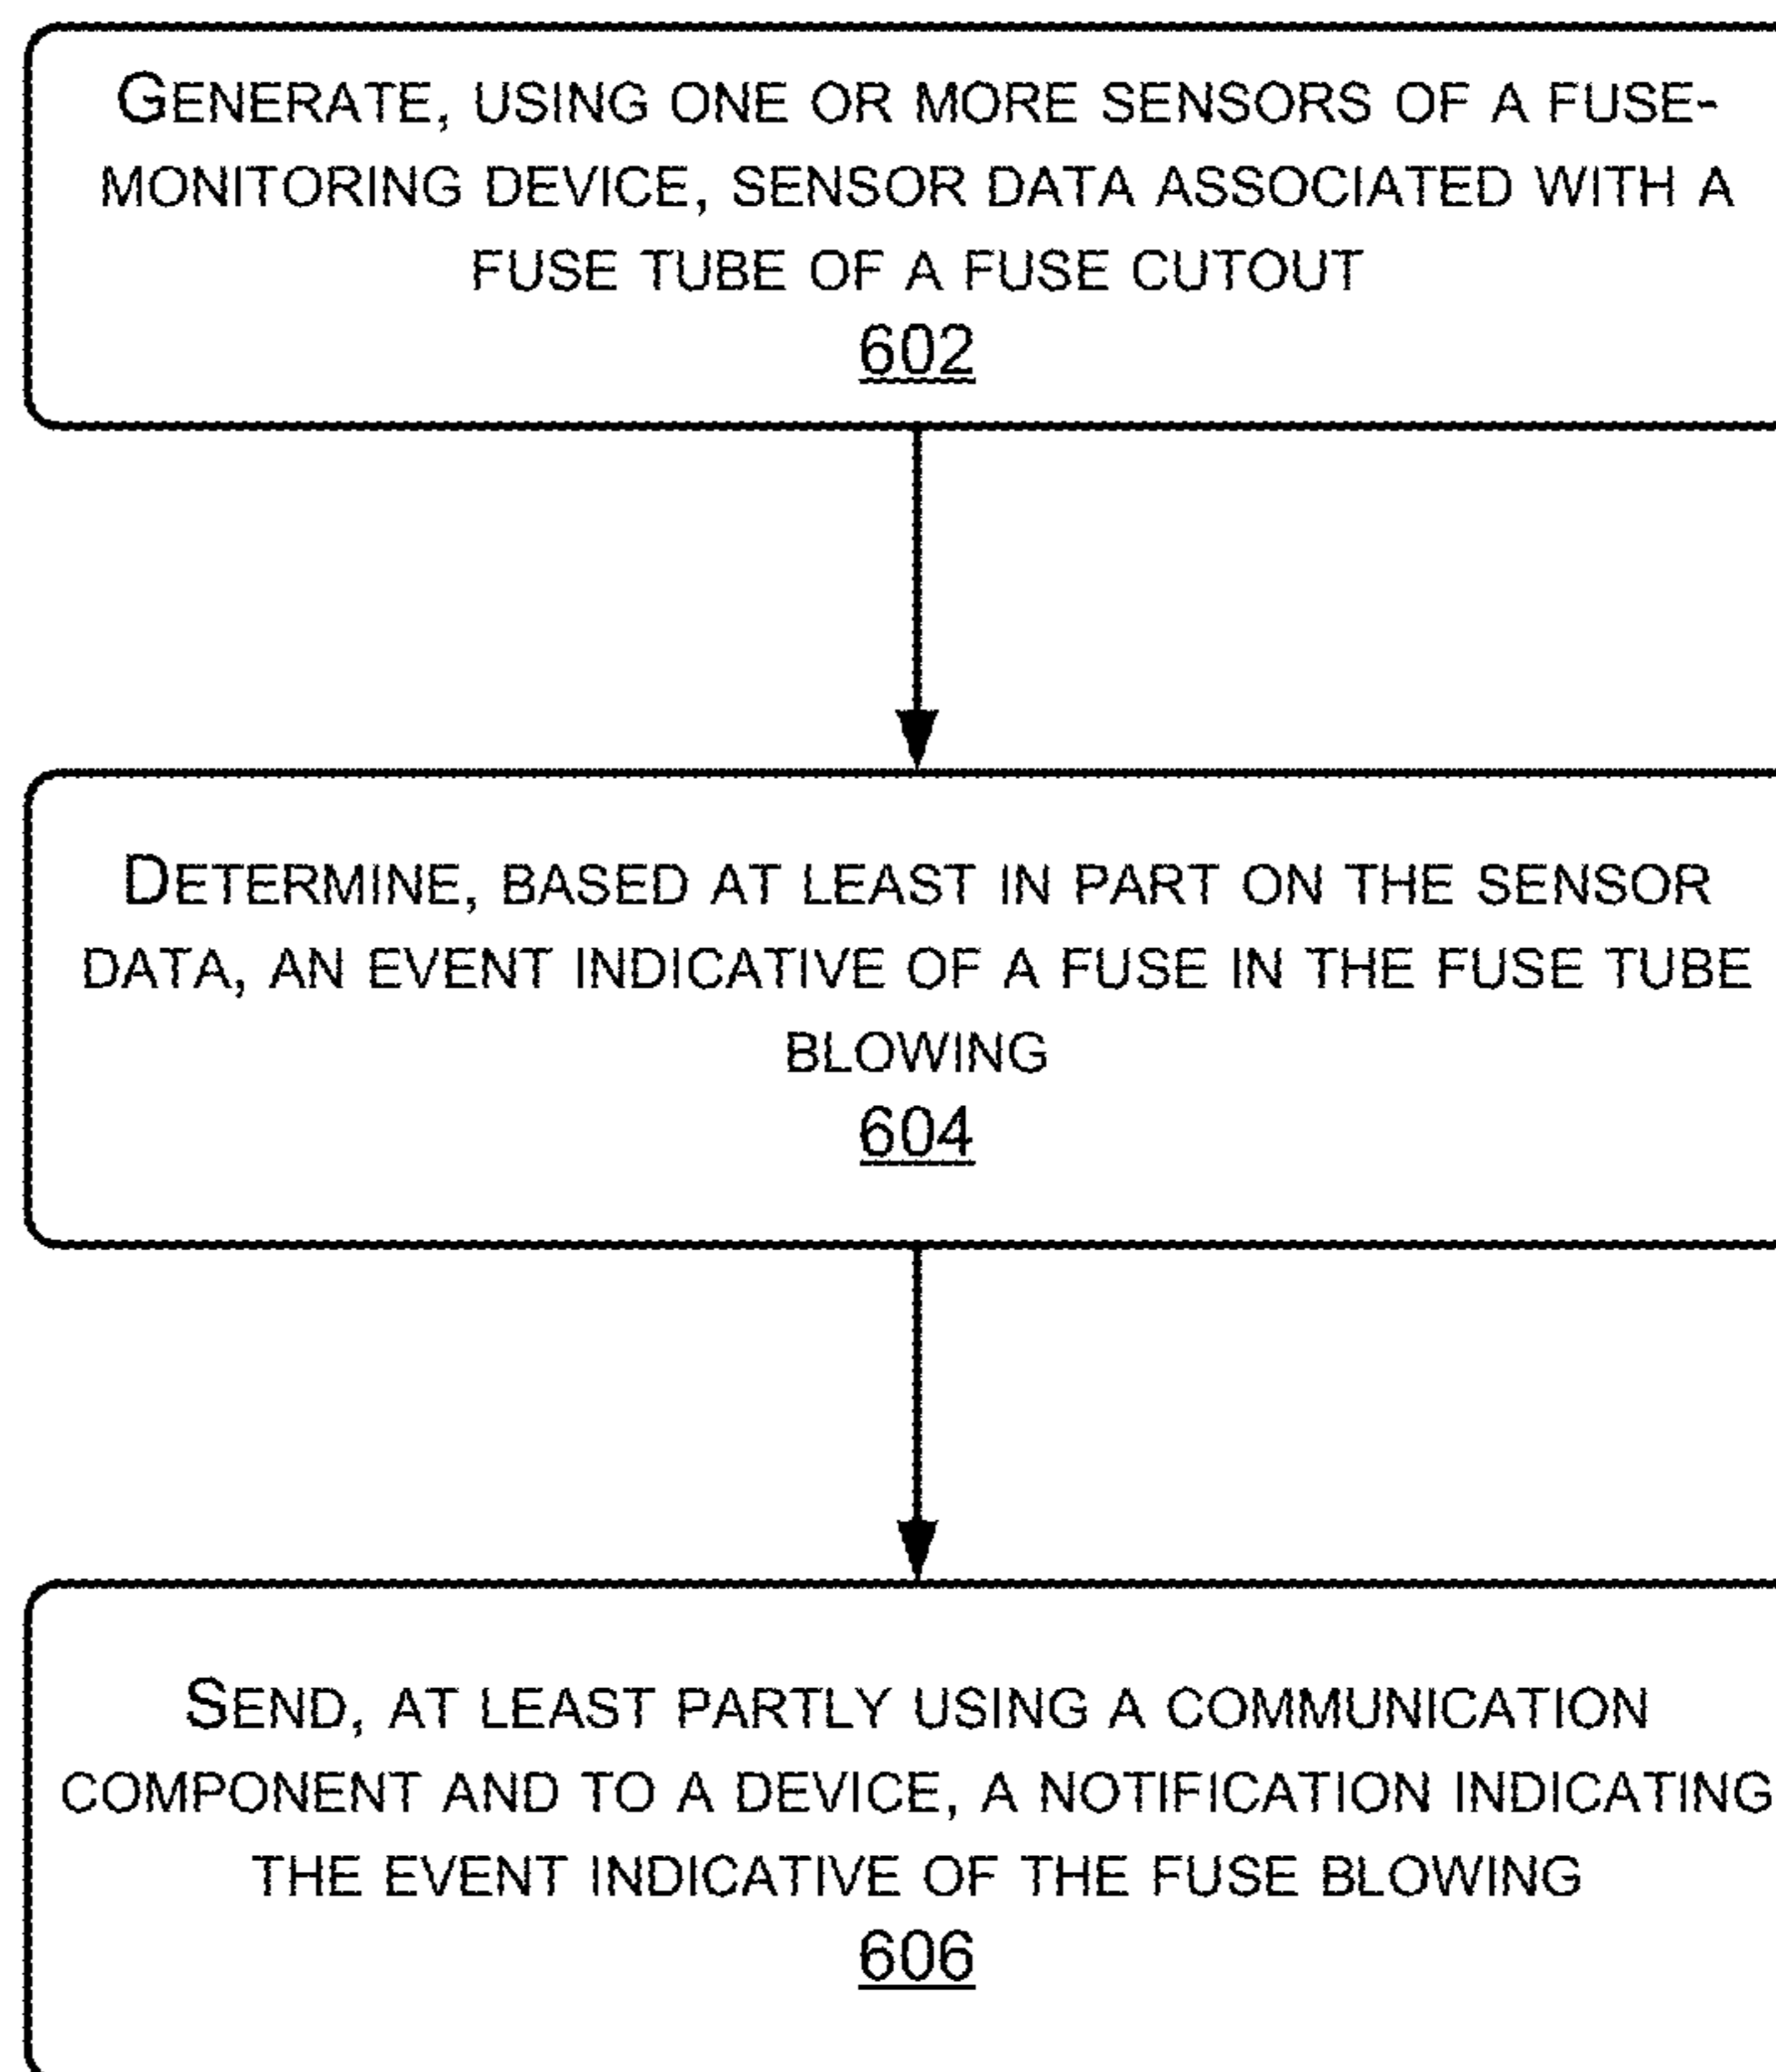 GENERATE, USING ONE OR MORE SENSORS OF A FUSE-
MONITORING DEVICE, SENSOR DATA ASSOCIATED WITH A
FUSE TUBE OF A FUSE CUTOUT
602
DETERMINE, BASED AT LEAST IN PART ON THE SENSOR
DATA, AN EVENT INDICATIVE OF A FUSE IN THE FUSE TUBE
BLOWING
604
SEND, AT LEAST PARTLY USING A COMMUNICATION
COMPONENT AND TO A DEVICE, A NOTIFICATION INDICATING
THE EVENT INDICATIVE OF THE FUSE BLOWING
606